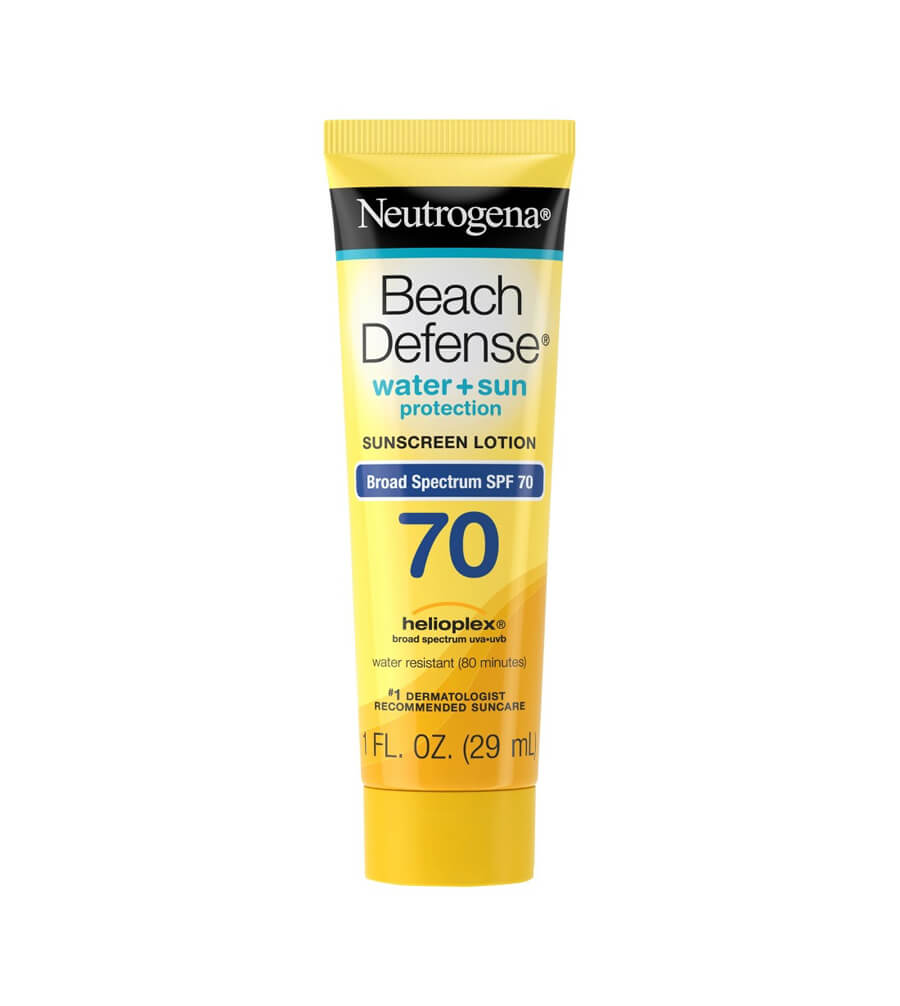 Neutrogena®
Beach
Defense®
water + sun
protection
SUNSCREEN LOTION
Broad Spectrum SPF 70
70
helioplex®
broad spectrum uva•uvb
water resistant (80 minutes)
#1 DERMATOLOGIST
RECOMMENDED SUNCARE
1 FL. OZ. (29 mL)